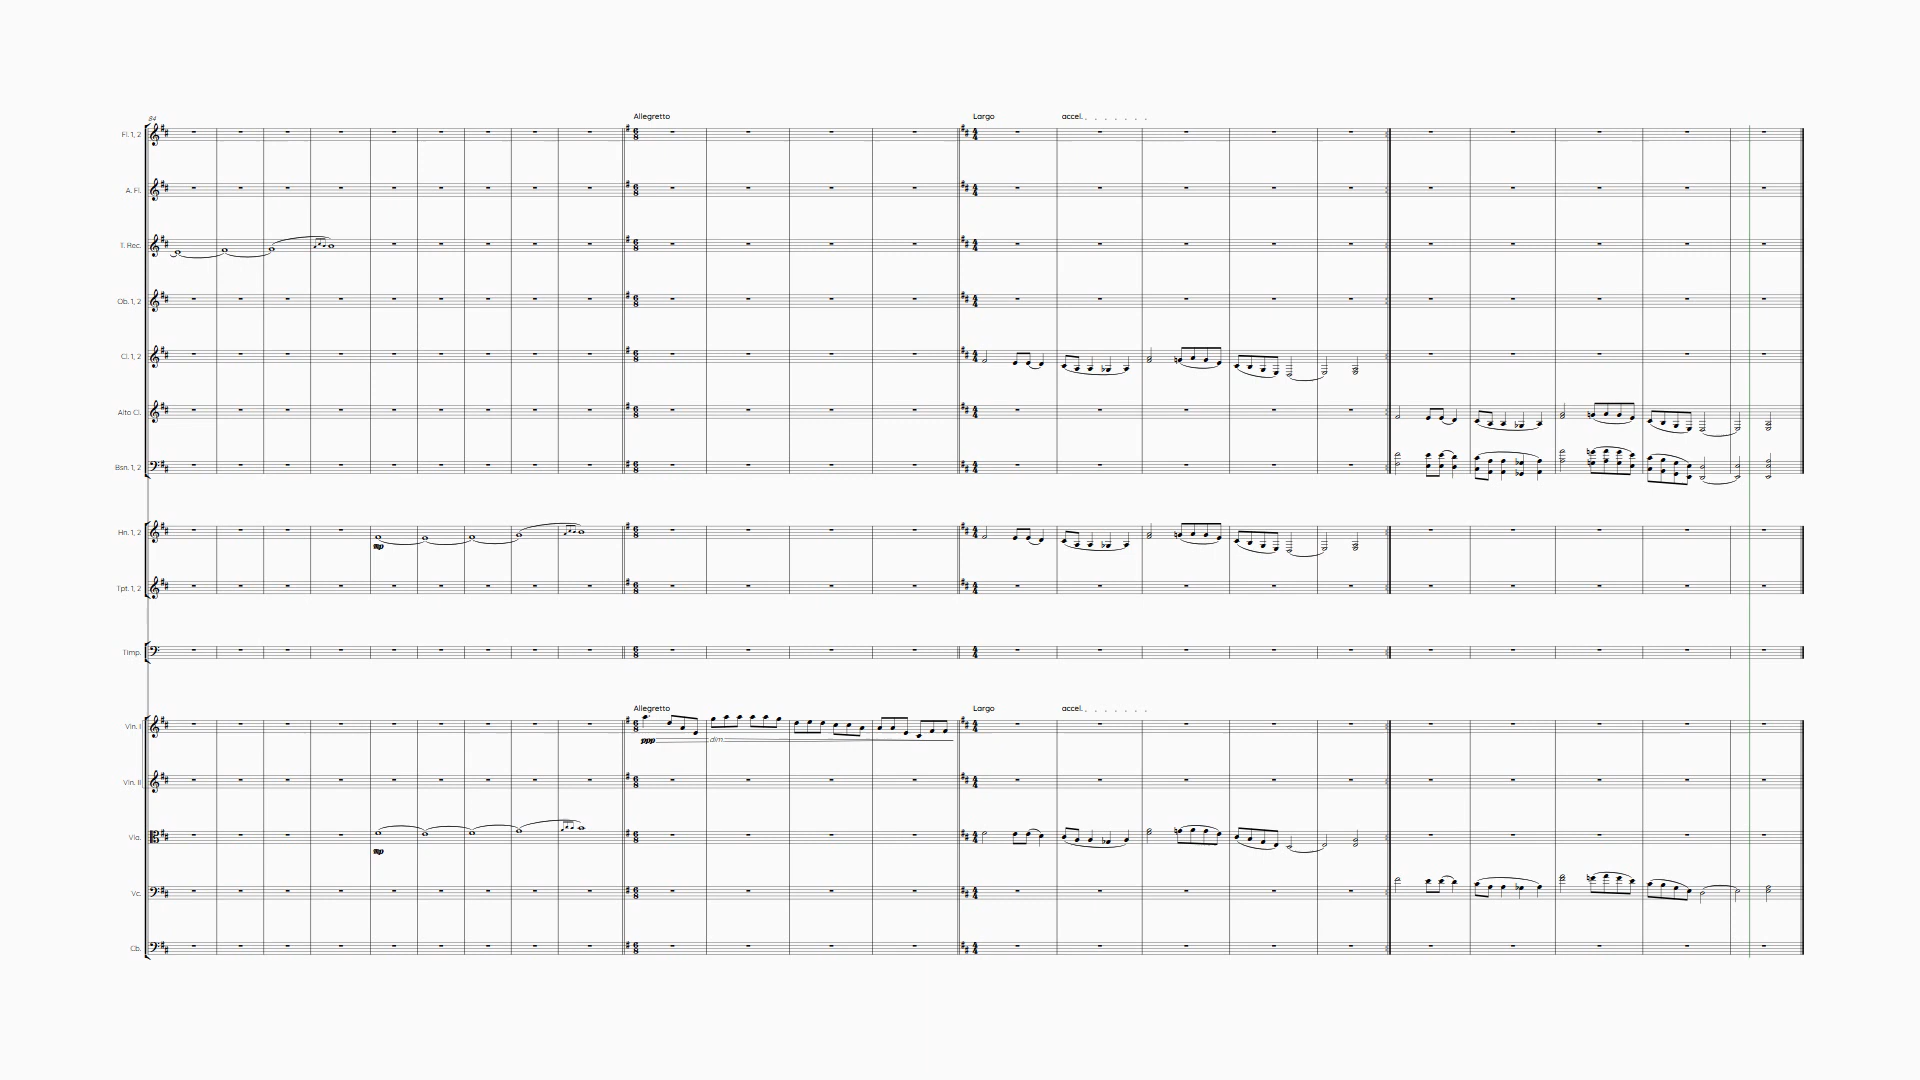 84
Allegretto
Largo
accel.
Fl. 1, 2
A. Fl.
T. Rec.
Ob. 1, 2
Cl. 1, 2
Alto Cl.
Bsn. 1, 2
Hn. 1, 2
mp
Tpt. 1, 2
Timp.
Allegretto
Largo
accel.
Vln. I
ppp
dim.
Vln. II
Vla.
mp
Vc.
Cb.